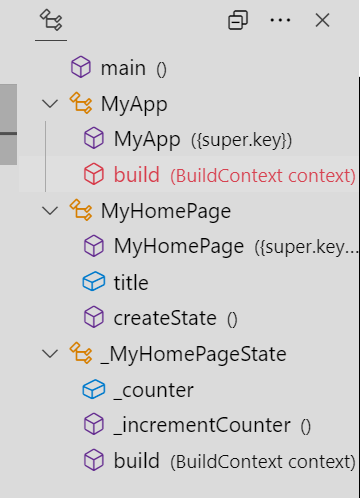 main ()
MyApp
MyApp ({super.key})
build (BuildContext context)
MyHomePage
MyHomePage ({super.key...
title
createState ()
_MyHomePageState
_counter
_incrementCounter ()
build (BuildContext context)